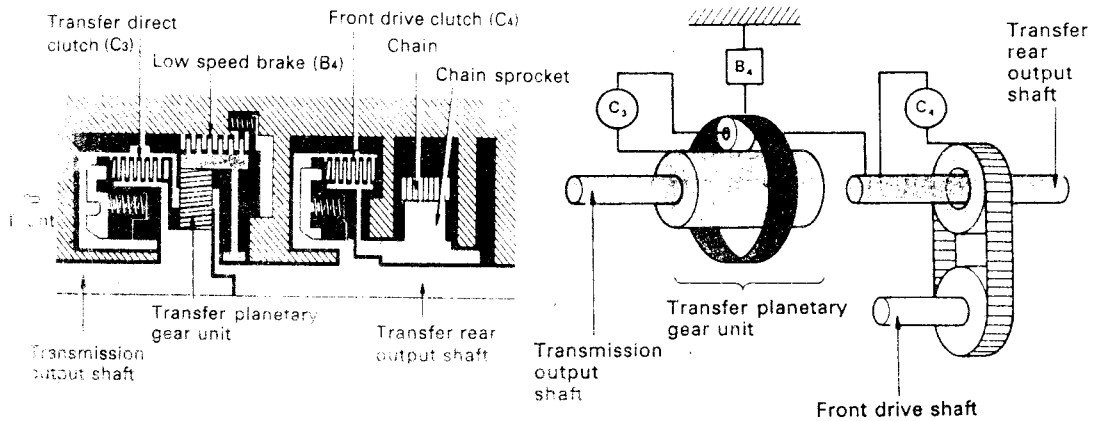 Transfer direct
clutch (C3)
Low speed brake (B4)
Front drive clutch (C4)
Chain
Chain sprocket
Transfer planetary
gear unit
Transmission
output shaft
Transfer rear
output shaft
B4
C3
C4
Transfer
rear
output
shaft
Transfer planetary
gear unit
Transmission
output
shaft
Front drive shaft